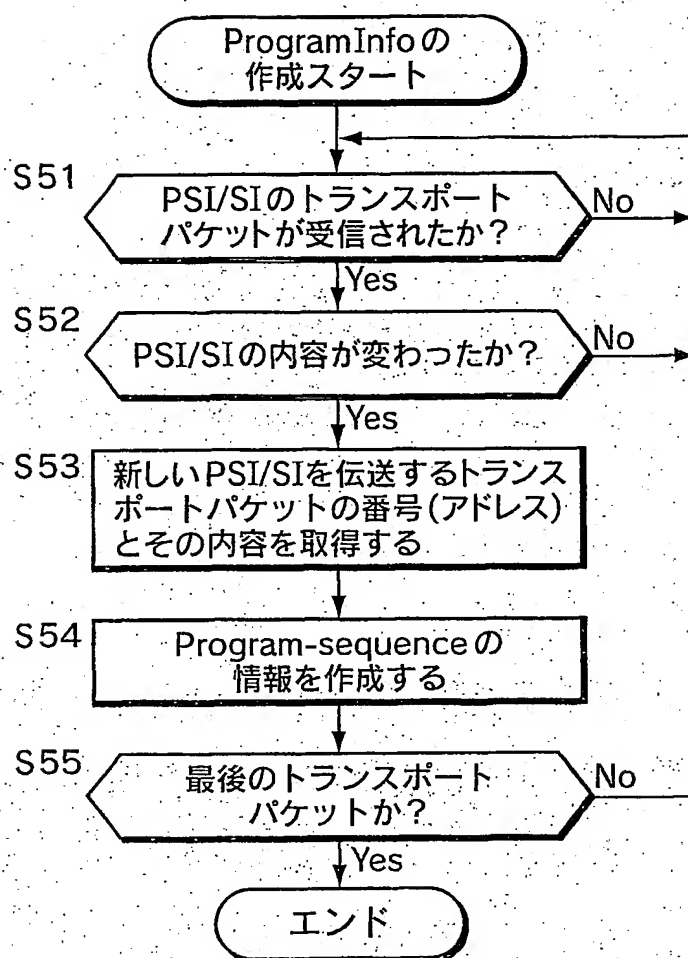 ProgramInfoの
作成スタート
S51
PSI/SIのトランスポート
パケットが受信されたか？
No
Yes
S52
PSI/SIの内容が変わったか？
No
Yes
S53
新しいPSI/SIを伝送するトランス
ポートパケットの番号(アドレス)
とその内容を取得する
S54
Program-sequenceの
情報を作成する
S55
最後のトランスポート
パケットか？
No
Yes
エンド